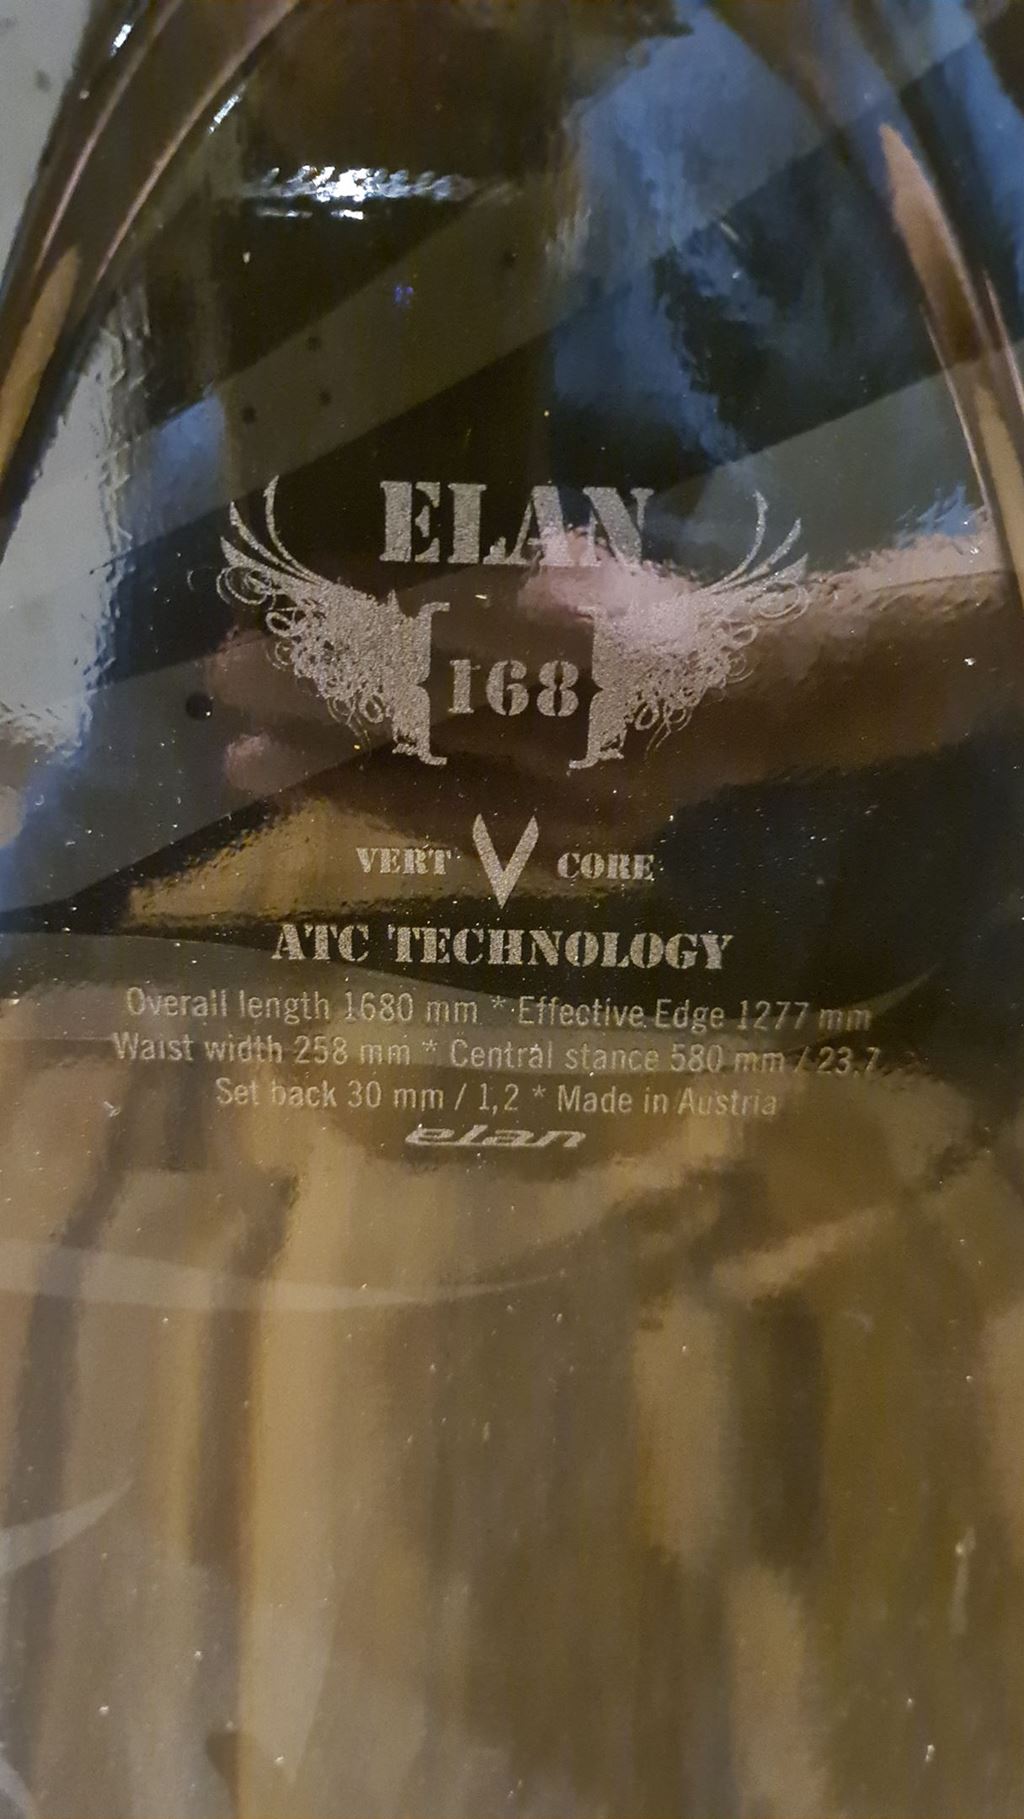 ELAN
168
VERT V CORE
ATC TECHNOLOGY
Overall length 1680 mm * Effective Edge 1277 mm
Waist width 258 mm * Central stance 580 mm / 23.7
Set back 30 mm / 1,2 * Made in Austria
elan